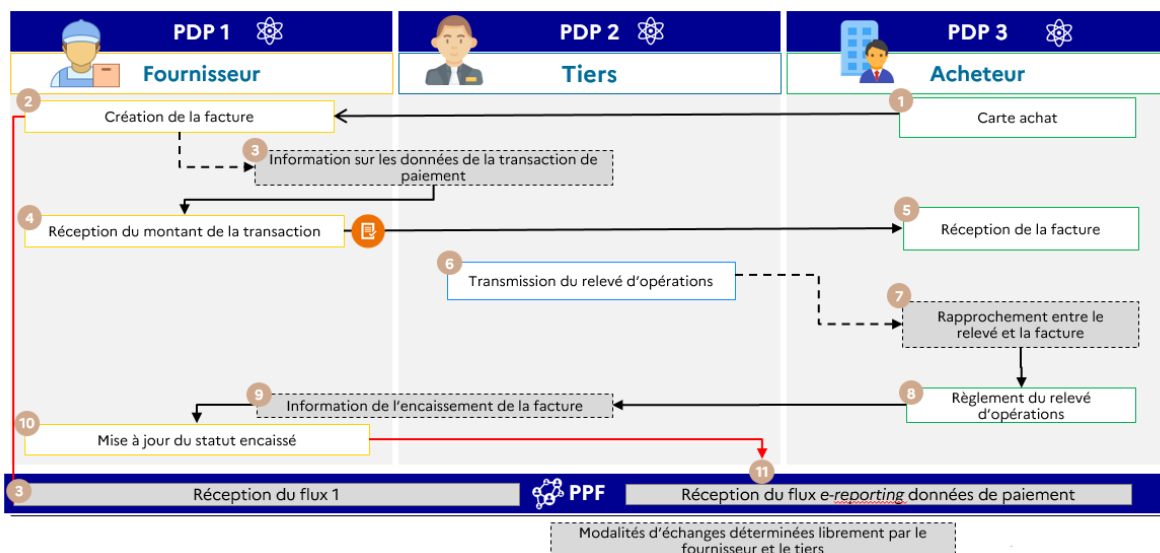 PDP 1
PDP 2
PDP 3
Fournisseur
Tiers
Acheteur
2
Création de la facture
1
Carte achat
3
Information sur les données de la transaction de
paiement
4
Réception du montant de la transaction
5
Réception de la facture
6
Transmission du relevé d’opérations
7
Rapprochement entre le
relevé et la facture
8
Règlement du relevé
d’opérations
9
Information de l’encaissement de la facture
10
Mise à jour du statut encaissé
11
3
Réception du flux 1
PPF
Réception du flux e-reporting données de paiement
Modalités d’échanges déterminées librement par le
fournisseur et le tiers